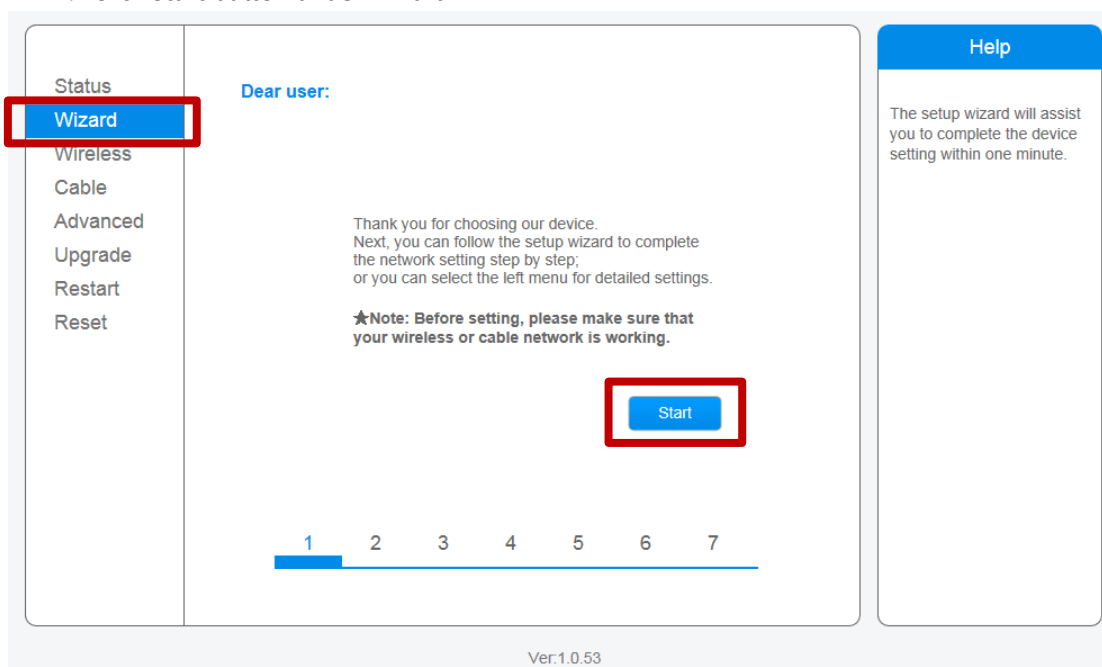 Status
Wizard
Wireless
Cable
Advanced
Upgrade
Restart
Reset
Dear user:
Thank you for choosing our device.
Next, you can follow the setup wizard to complete
the network setting step by step;
or you can select the left menu for detailed settings.
★Note: Before setting, please make sure that
your wireless or cable network is working.
Start
1 2 3 4 5 6 7
Help
The setup wizard will assist
you to complete the device
setting within one minute.
Ver:1.0.53